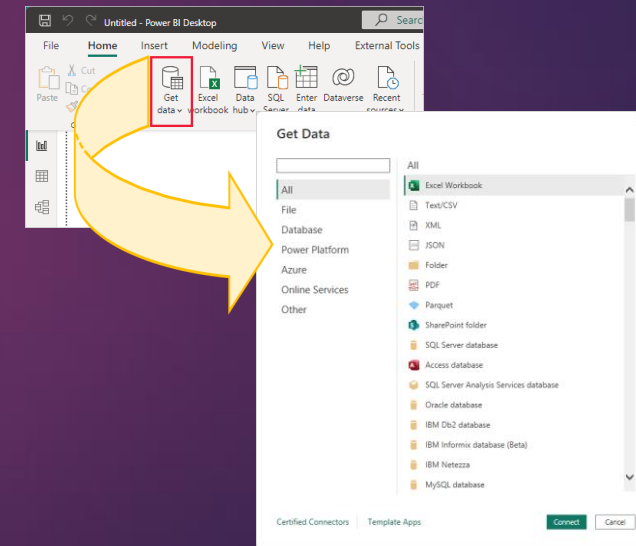 Untitled - Power BI Desktop
Searc
File Home Insert Modeling View Help External Tools
Paste
Cut
Get data
Excel workbook
Data hub
SQL Server
Enter data
Dataverse
Recent sources
Get Data
All
File
Database
Power Platform
Azure
Online Services
Other
All
Excel Workbook
Text/CSV
XML
JSON
Folder
PDF
Parquet
SharePoint folder
SQL Server database
Access database
SQL Server Analysis Services database
Oracle database
IBM Db2 database
IBM Informix database (Beta)
IBM Netezza
MySQL database
Certified Connectors Template Apps
Connect Cancel